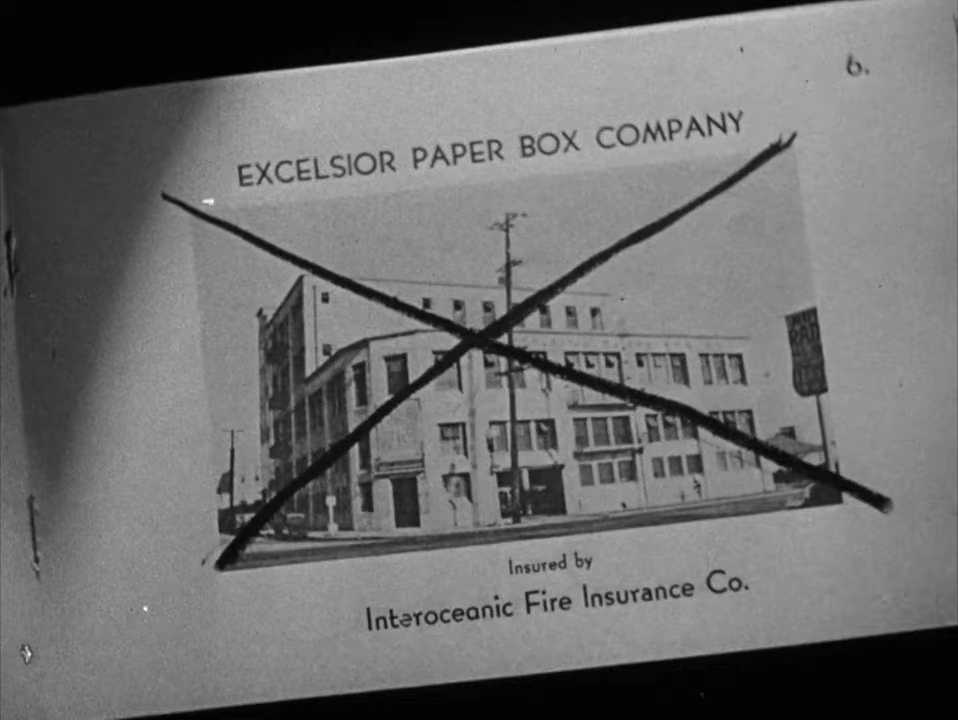 6.
EXCELSIOR PAPER BOX COMPANY
Insured by
Interoceanic Fire Insurance Co.